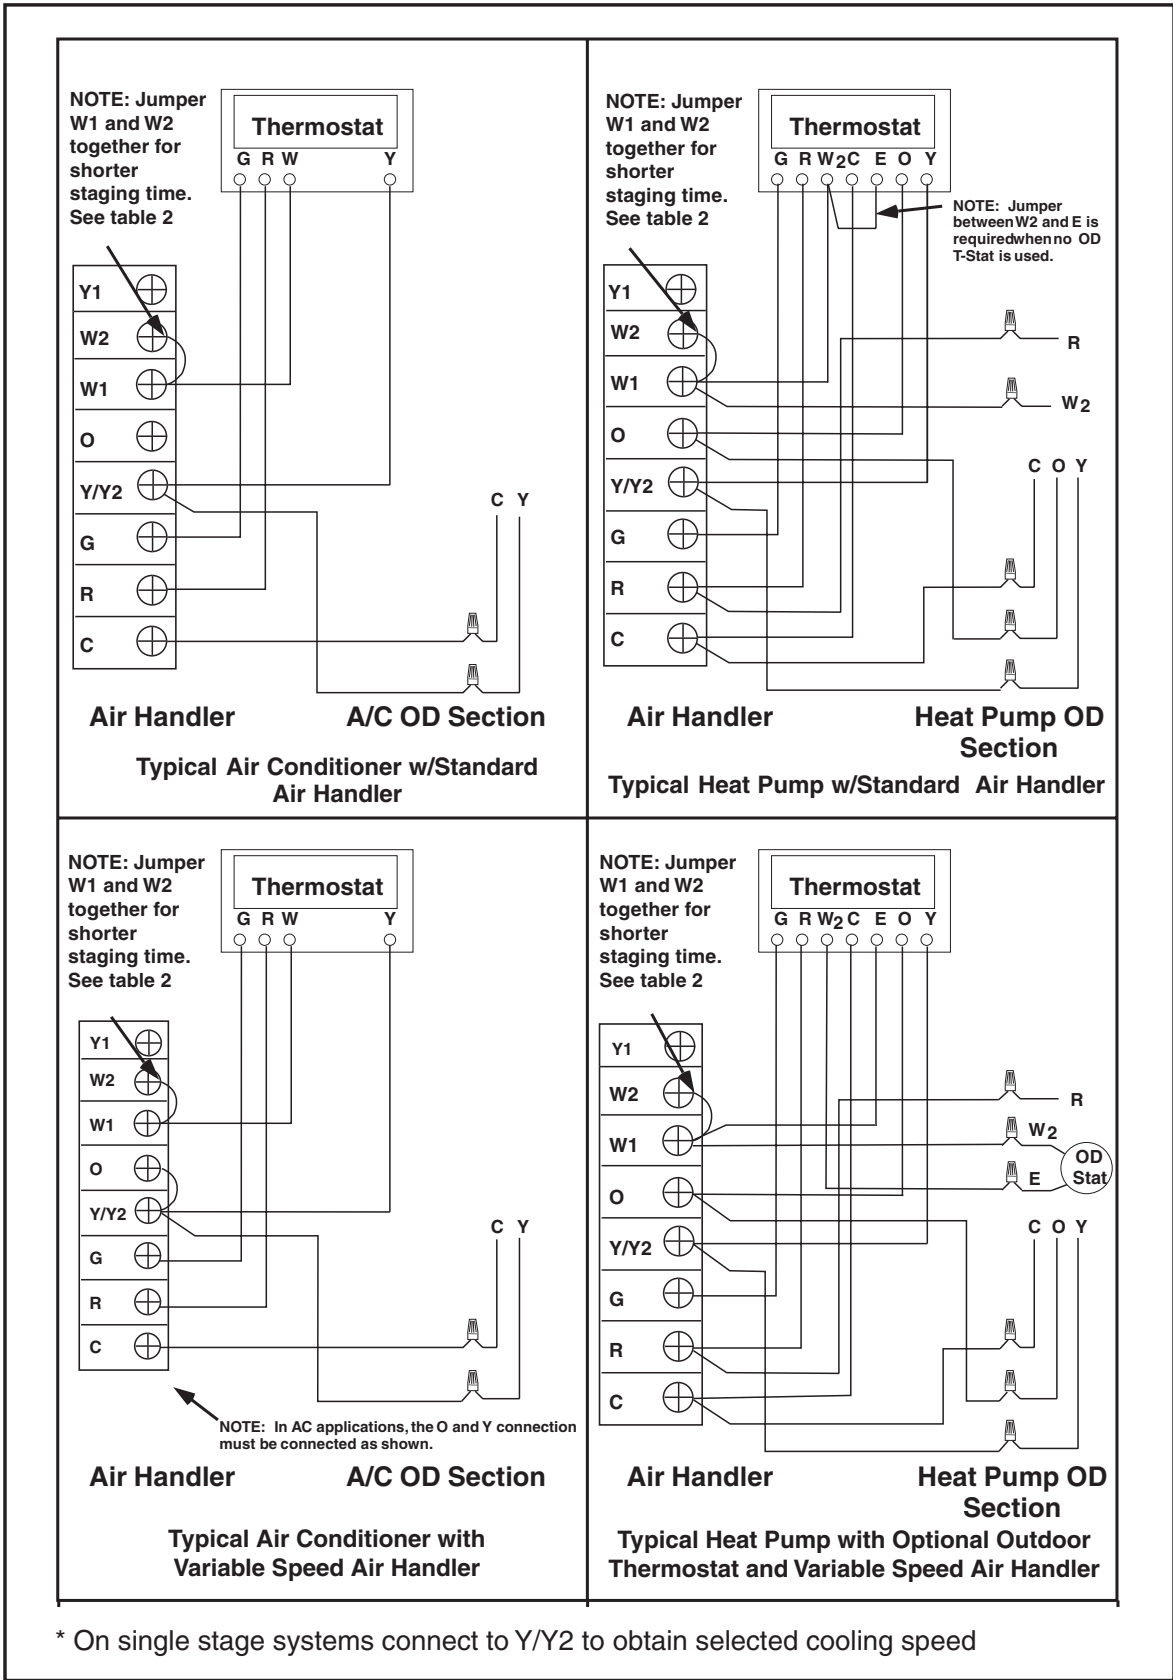 NOTE: Jumper
W1 and W2
together for
shorter
staging time.
See table 2
Thermostat
G R W Y
Y1
W2
W1
O
Y/Y2
G
R
C
C Y
Air Handler
A/C OD Section
Typical Air Conditioner w/Standard
Air Handler
NOTE: Jumper
W1 and W2
together for
shorter
staging time.
See table 2
Thermostat
G R W2 C E O Y
NOTE: Jumper
between W2 and E is
required when no OD
T-Stat is used.
Y1
W2
W1
O
Y/Y2
G
R
C
R
W2
C O Y
Air Handler
Heat Pump OD
Section
Typical Heat Pump w/Standard Air Handler
NOTE: Jumper
W1 and W2
together for
shorter
staging time.
See table 2
Thermostat
G R W Y
Y1
W2
W1
O
Y/Y2
G
R
C
C Y
NOTE: In AC applications, the O and Y connection
must be connected as shown.
Air Handler
A/C OD Section
Typical Air Conditioner with
Variable Speed Air Handler
NOTE: Jumper
W1 and W2
together for
shorter
staging time.
See table 2
Thermostat
G R W2 C E O Y
Y1
W2
W1
O
Y/Y2
G
R
C
R
W2
OD
Stat
E
C O Y
Air Handler
Heat Pump OD
Section
Typical Heat Pump with Optional Outdoor
Thermostat and Variable Speed Air Handler
* On single stage systems connect to Y/Y2 to obtain selected cooling speed